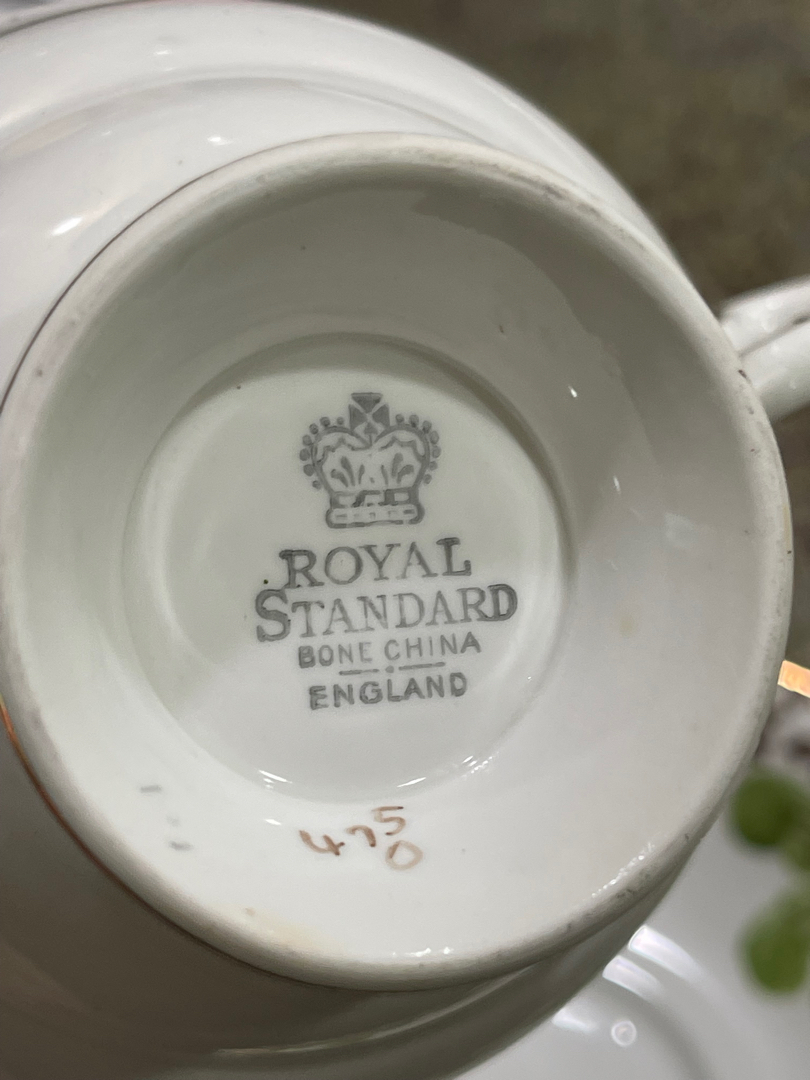 ROYAL
STANDARD
BONE CHINA
ENGLAND
475
0